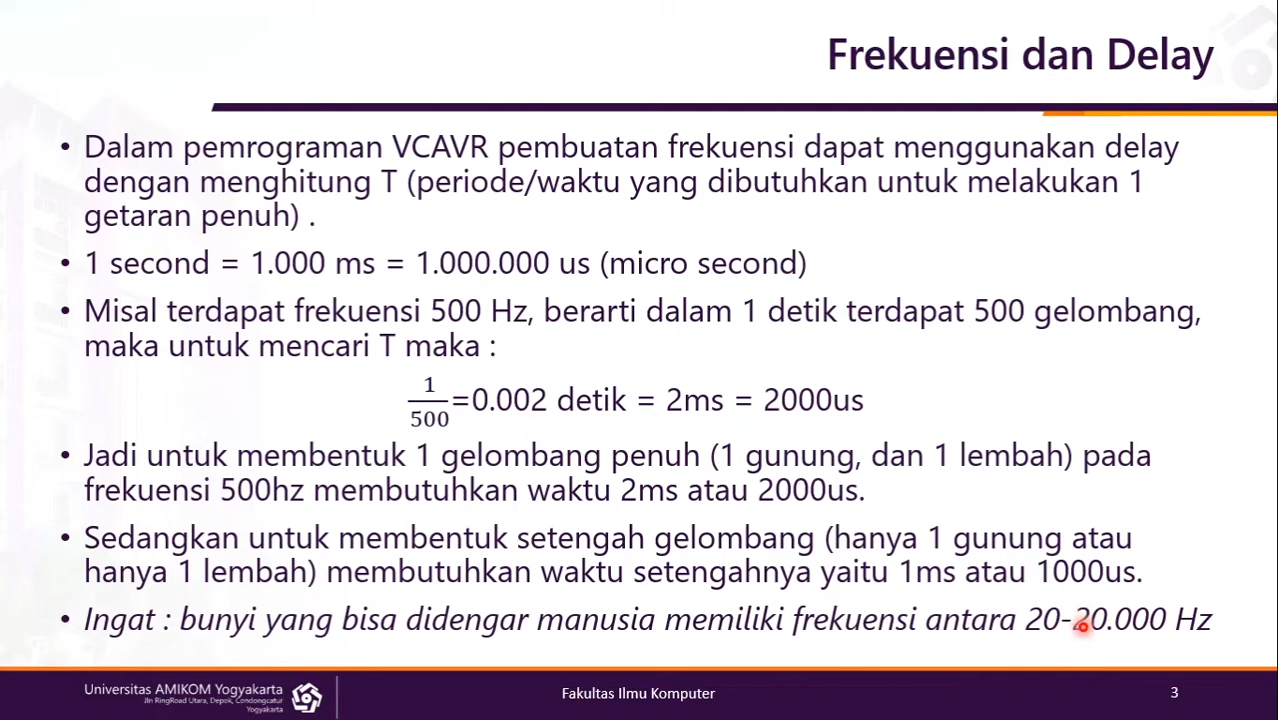 Frekuensi dan Delay
• Dalam pemrograman VCAVR pembuatan frekuensi dapat menggunakan delay
dengan menghitung T (periode/waktu yang dibutuhkan untuk melakukan 1
getaran penuh) .
• 1 second = 1.000 ms = 1.000.000 us (micro second)
• Misal terdapat frekuensi 500 Hz, berarti dalam 1 detik terdapat 500 gelombang,
maka untuk mencari T maka :
1/500=0.002 detik = 2ms = 2000us
• Jadi untuk membentuk 1 gelombang penuh (1 gunung, dan 1 lembah) pada
frekuensi 500hz membutuhkan waktu 2ms atau 2000us.
• Sedangkan untuk membentuk setengah gelombang (hanya 1 gunung atau
hanya 1 lembah) membutuhkan waktu setengahnya yaitu 1ms atau 1000us.
• Ingat : bunyi yang bisa didengar manusia memiliki frekuensi antara 20-20.000 Hz
Universitas AMIKOM Yogyakarta
Jln RingRoad Utara, Depok, Condongcatur
Yogyakarta
Fakultas Ilmu Komputer
3